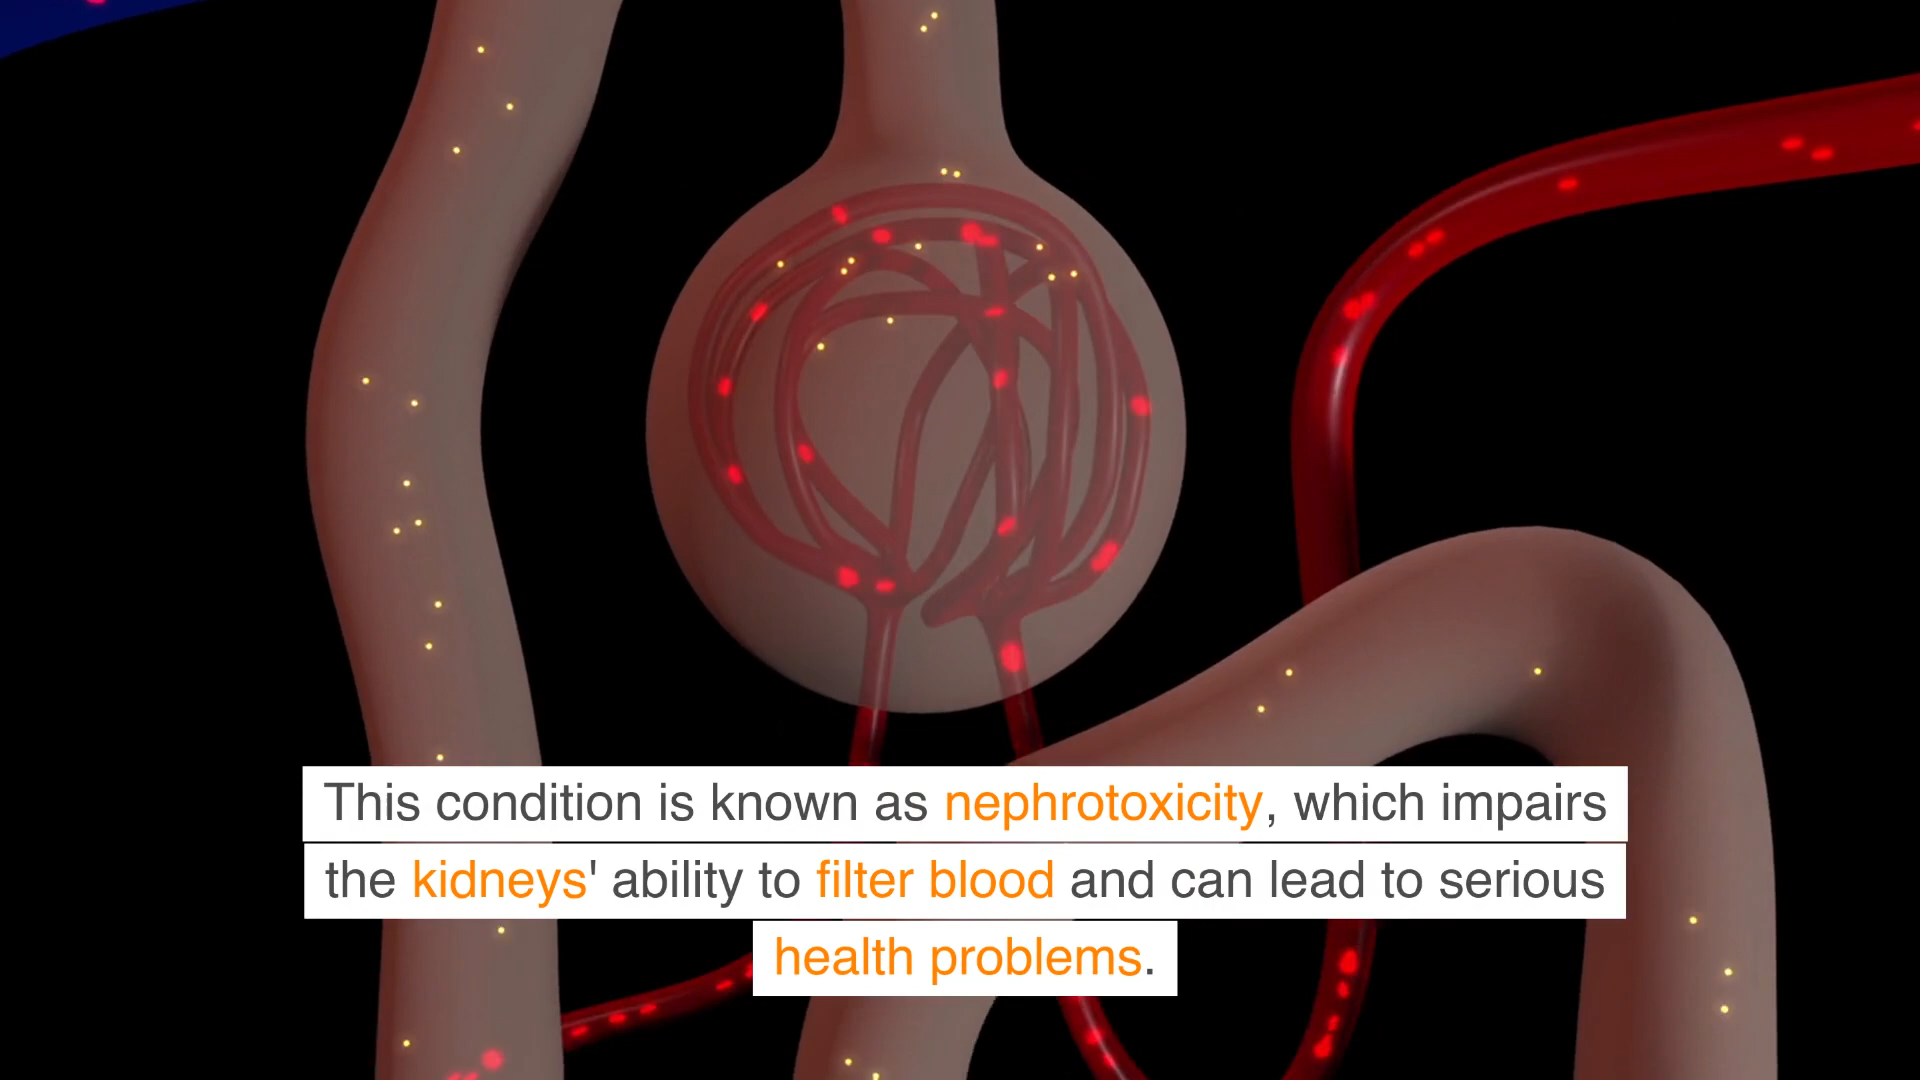 This condition is known as nephrotoxicity, which impairs
the kidneys' ability to filter blood and can lead to serious
health problems.